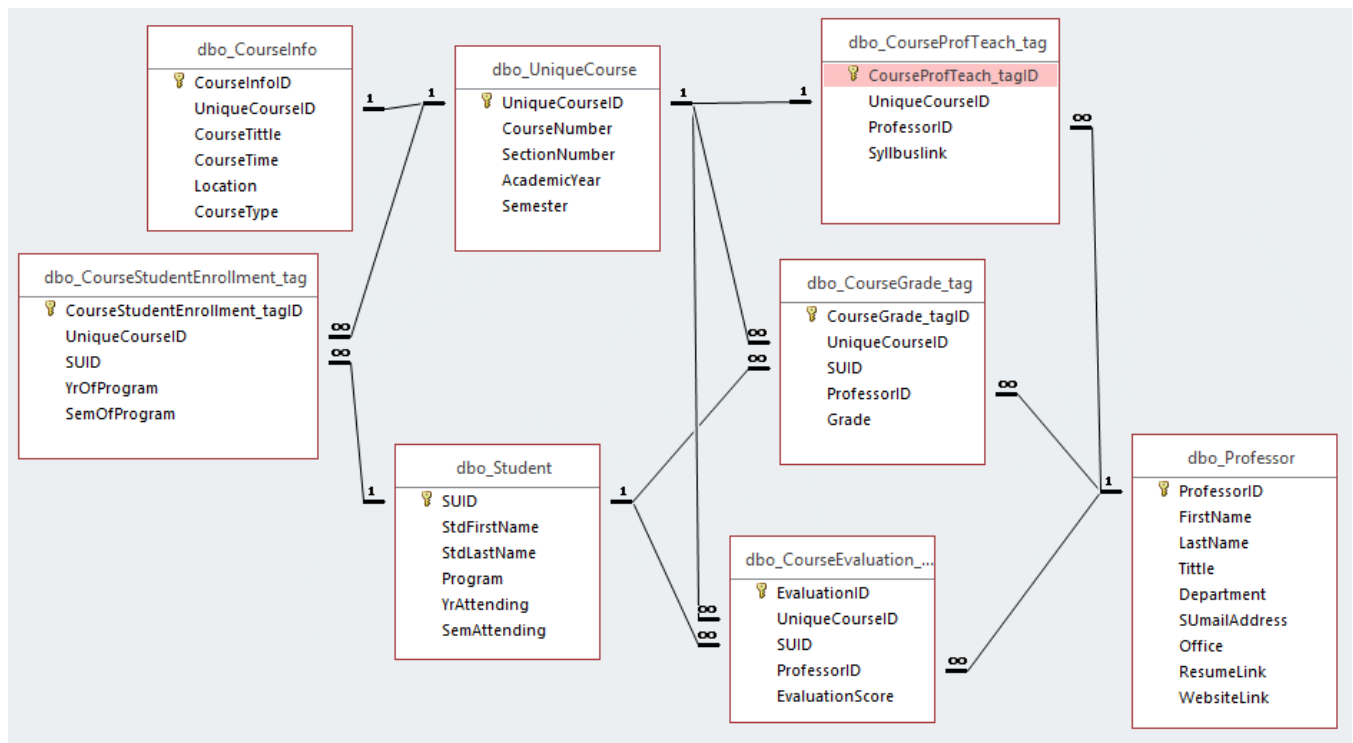 dbo_CourseInfo
CourseInfoID
UniqueCourseID
CourseTittle
CourseTime
Location
CourseType
1
1
dbo_UniqueCourse
UniqueCourseID
CourseNumber
SectionNumber
AcademicYear
Semester
1
1
dbo_CourseProfTeach_tag
CourseProfTeach_tagID
UniqueCourseID
ProfessorID
Syllbuslink
∞
dbo_CourseStudentEnrollment_tag
CourseStudentEnrollment_tagID
UniqueCourseID
SUID
YrOfProgram
SemOfProgram
∞
∞
dbo_CourseGrade_tag
CourseGrade_tagID
UniqueCourseID
SUID
ProfessorID
Grade
∞
∞
∞
1
dbo_Student
SUID
StdFirstName
StdLastName
Program
YrAttending
SemAttending
1
dbo_CourseEvaluation_...
EvaluationID
UniqueCourseID
SUID
ProfessorID
EvaluationScore
∞
∞
∞
1
dbo_Professor
ProfessorID
FirstName
LastName
Tittle
Department
SUmailAddress
Office
ResumeLink
WebsiteLink